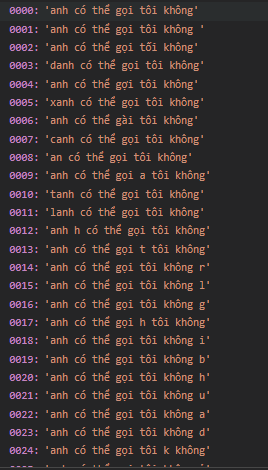 0000: 'anh có thể gọi tôi không'
0001: 'anh có thể gọi tôi không '
0002: 'anh có thể gọi tối không'
0003: 'danh có thể gọi tôi không'
0004: 'anh có thể gọi tôi không'
0005: 'xanh có thể gọi tôi không'
0006: 'anh có thể gài tôi không'
0007: 'canh có thể gọi tôi không'
0008: 'an có thể gọi tôi không'
0009: 'anh có thể gọi a tôi không'
0010: 'tanh có thể gọi tôi không'
0011: 'lanh có thể gọi tôi không'
0012: 'anh h có thể gọi tôi không'
0013: 'anh có thể gọi t tôi không'
0014: 'anh có thể gọi tôi không r'
0015: 'anh có thể gọi tôi không l'
0016: 'anh có thể gọi tôi không g'
0017: 'anh có thể gọi h tôi không'
0018: 'anh có thể gọi tôi không i'
0019: 'anh có thể gọi tôi không b'
0020: 'anh có thể gọi tôi không h'
0021: 'anh có thể gọi tôi không u'
0022: 'anh có thể gọi tôi không a'
0023: 'anh có thể gọi tôi không d'
0024: 'anh có thể gọi tôi k không'